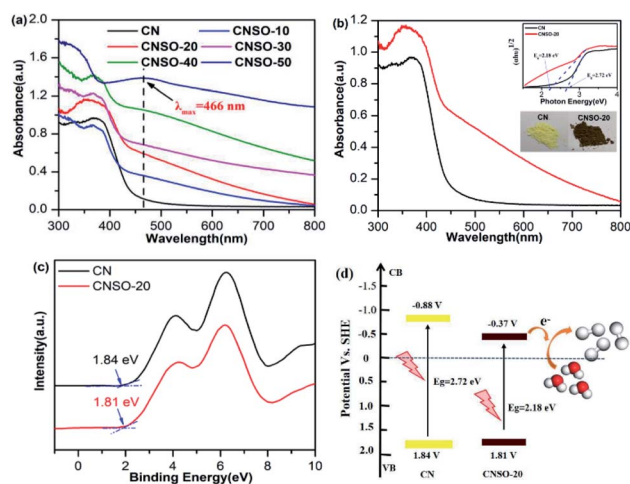 (a)
CN CNSO-10
CNSO-20 CNSO-30
CNSO-40 CNSO-50
λmax=466 nm
Absorbance(a.u)
2.0
1.6
1.2
0.8
0.4
0.0
300 400 500 600 700 800
Wavelength(nm)
(b)
Absorbance(a.u)
1.2
1.0
0.8
0.6
0.4
0.2
0.0
300 400 500 600 700 800
Wavelength(nm)
CN
CNSO-20
(ahν)1/2
Eg=2.18 eV
Eg=2.72 eV
2 3 4
Photon Energy(eV)
CN CNSO-20
(c)
CN
CNSO-20
Intensity(a.u.)
1.84 eV
1.81 eV
0 2 4 6 8 10
Binding Energy(eV)
(d)
CB
Potential Vs. SHE
-1.5
-1.0
-0.5
0
0.5
1.0
1.5
2.0
VB
-0.88 V
-0.37 V
e-
Eg=2.72 eV
Eg=2.18 eV
1.84 V
1.81 V
CN
CNSO-20